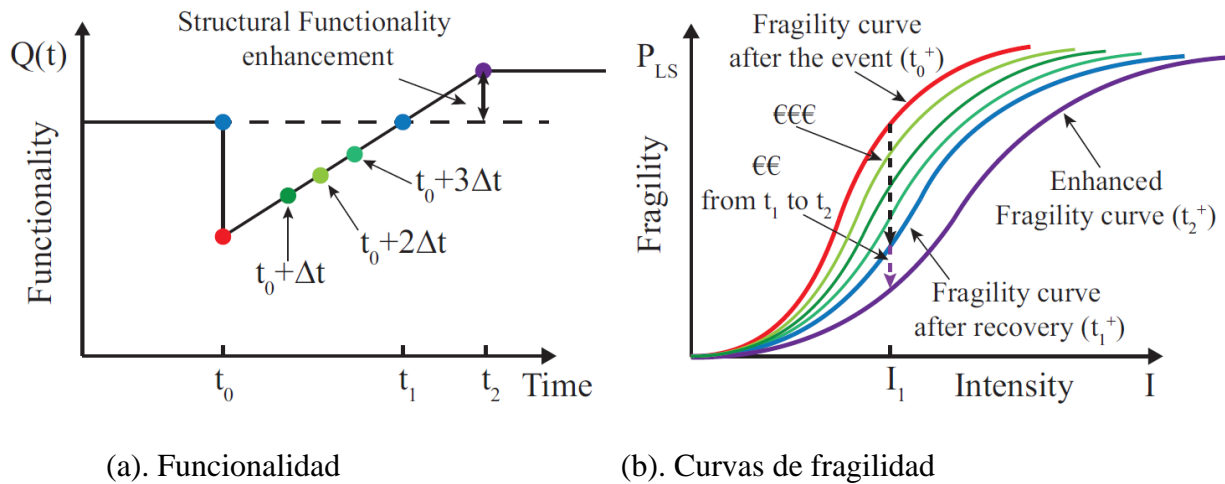 Structural Functionality
enhancement
Q(t)
Functionality
t₀+3Δt
t₀+2Δt
t₀+Δt
t₀
t₁
t₂
Time
(a). Funcionalidad
Fragility curve
after the event (t₀⁺)
P_LS
€€€
€€
from t₁ to t₂
Fragility
Enhanced
Fragility curve (t₂⁺)
Fragility curve
after recovery (t₁⁺)
I₁
Intensity
I
(b). Curvas de fragilidad